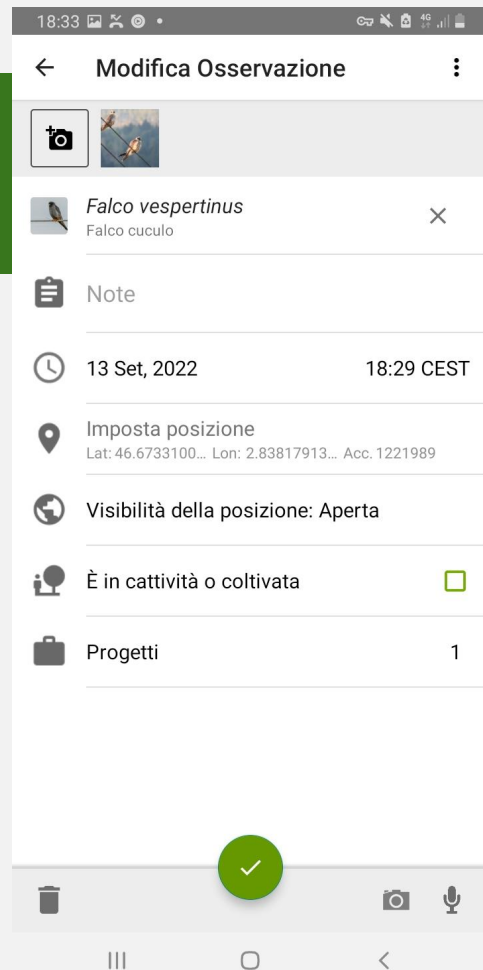 18:33 4G
Modifica Osservazione
Falco vespertinus
Falco cuculo
Note
13 Set, 2022 18:29 CEST
Imposta posizione
Lat: 46.6733100... Lon: 2.83817913... Acc. 1221989
Visibilità della posizione: Aperta
È in cattività o coltivata
Progetti 1